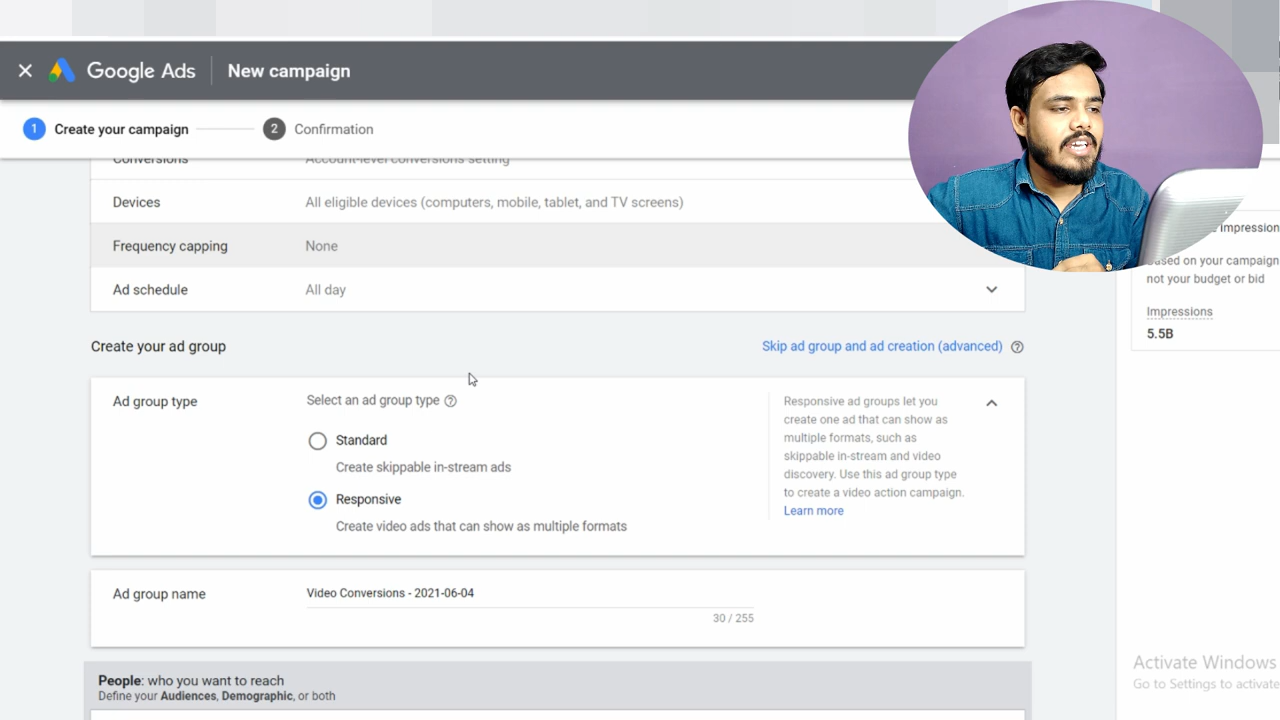 Google Ads
New campaign
1 Create your campaign
2 Confirmation
Conversions
Account-level conversions setting
Devices
All eligible devices (computers, mobile, tablet, and TV screens)
Frequency capping
None
Ad schedule
All day
Impression
based on your campaign
not your budget or bid
Impressions
5.5B
Create your ad group
Skip ad group and ad creation (advanced)
Ad group type
Select an ad group type
Standard
Create skippable in-stream ads
Responsive
Create video ads that can show as multiple formats
Responsive ad groups let you
create one ad that can show as
multiple formats, such as
skippable in-stream and video
discovery. Use this ad group type
to create a video action campaign.
Learn more
Ad group name
Video Conversions - 2021-06-04
30 / 255
People: who you want to reach
Define your Audiences, Demographic, or both
Activate Windows
Go to Settings to activate